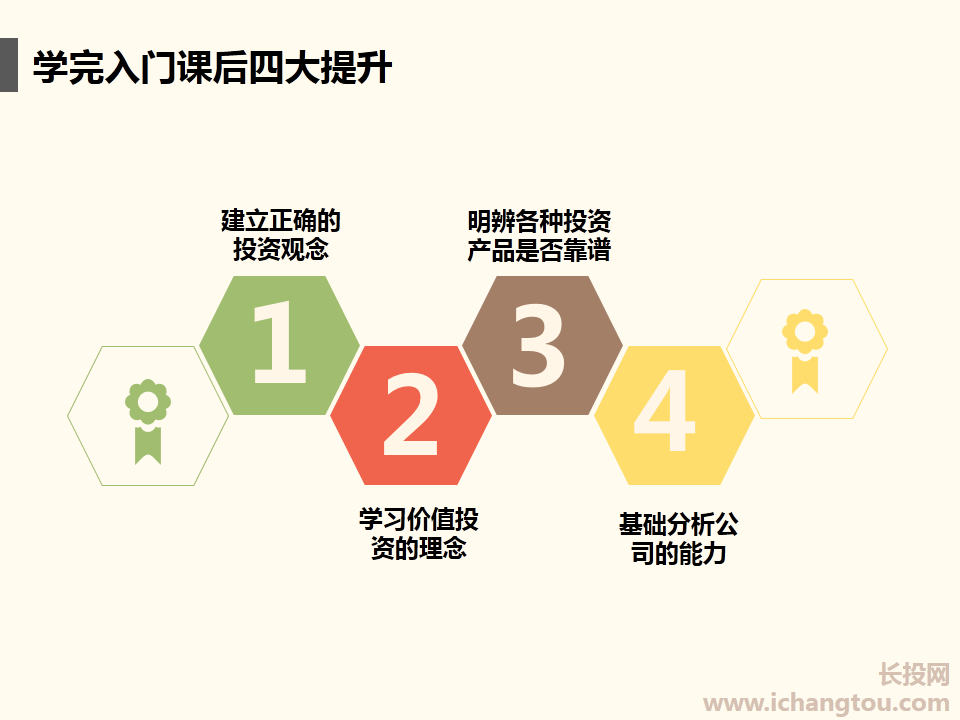 学完入门课后四大提升
建立正确的
投资观念
1
学习价值投
资的理念
2
明辨各种投资
产品是否靠谱
3
基础分析公
司的能力
4
长投网
www.ichangtou.com